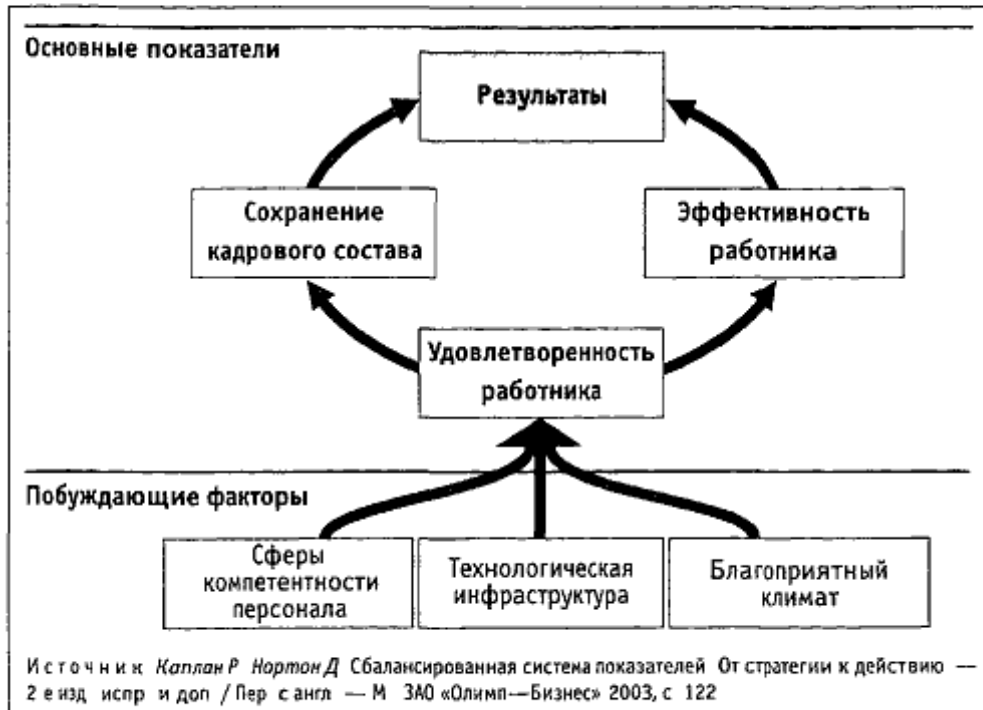 Основные показатели
Результаты
Сохранение
кадрового состава
Эффективность
работника
Удовлетворенность
работника
Побуждающие факторы
Сферы
компетентности
персонала
Технологическая
инфраструктура
Благоприятный
климат
Источник Каплан Р Нортон Д Сбалансированная система показателей От стратегии к действию —
2 е изд испр и доп / Пер с англ — М ЗАО «Олимп—Бизнес» 2003, с 122